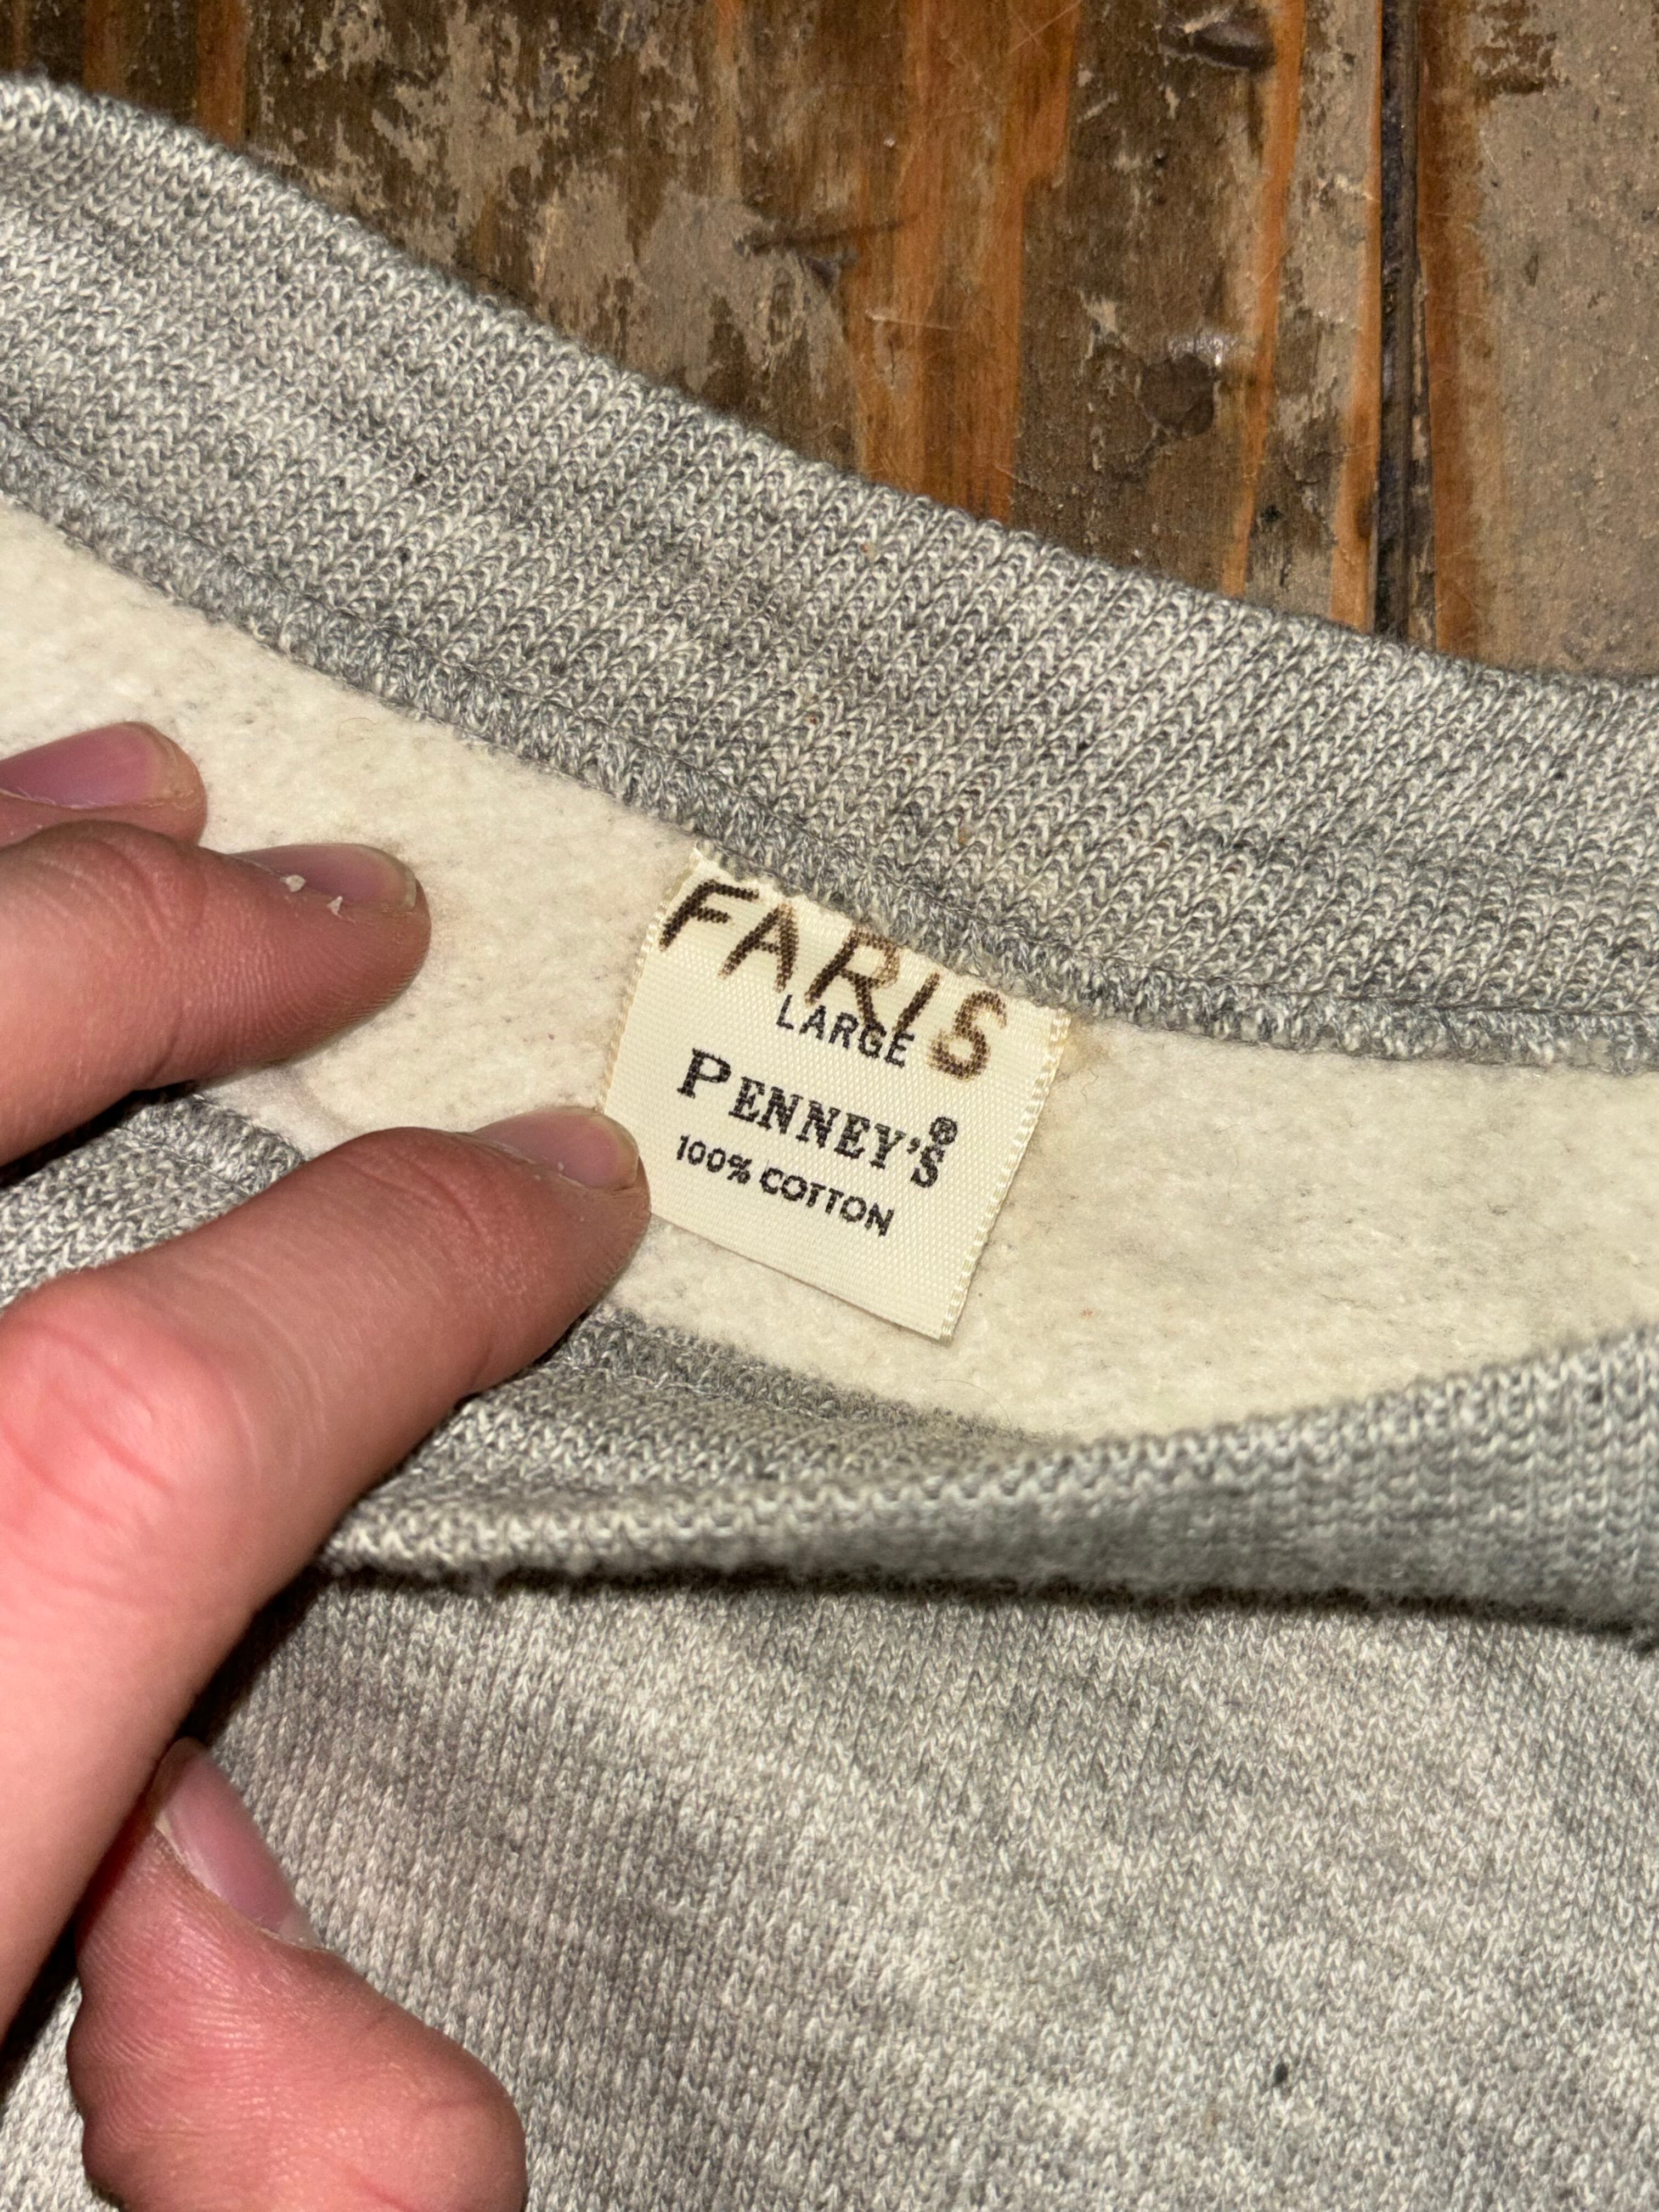 FARIS
LARGE
PENNEY'S®
100% COTTON